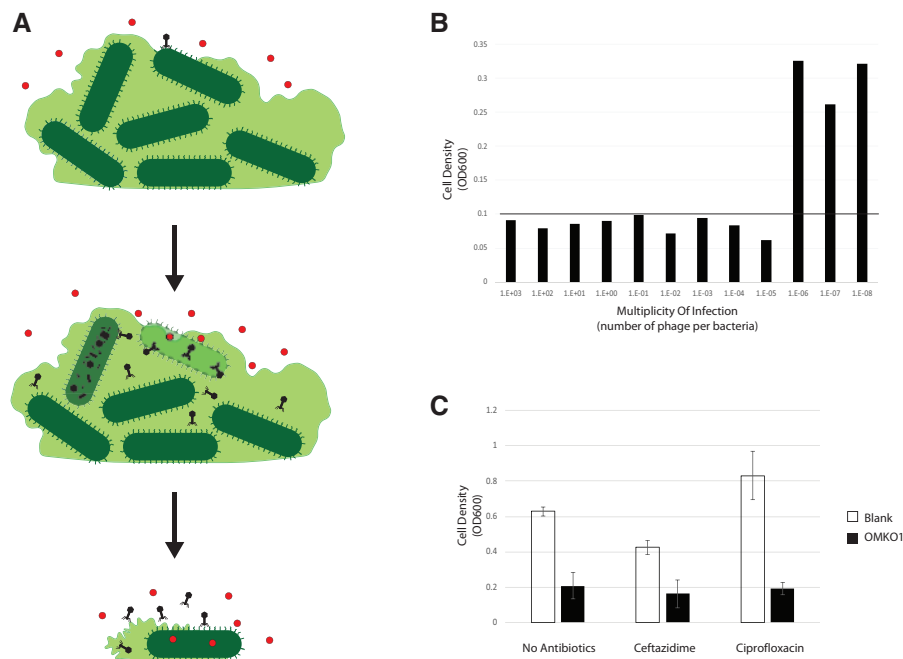 A
B
0.35
0.3
0.25
0.2
0.15
0.1
0.05
0
Cell Density
(OD600)
1.E+03 1.E+02 1.E+01 1.E+00 1.E-01 1.E-02 1.E-03 1.E-04 1.E-05 1.E-06 1.E-07 1.E-08
Multiplicity Of Infection
(number of phage per bacteria)
C
1.2
1
0.8
0.6
0.4
0.2
0
Cell Density
(OD600)
No Antibiotics Ceftazidime Ciprofloxacin
Blank
OMKO1